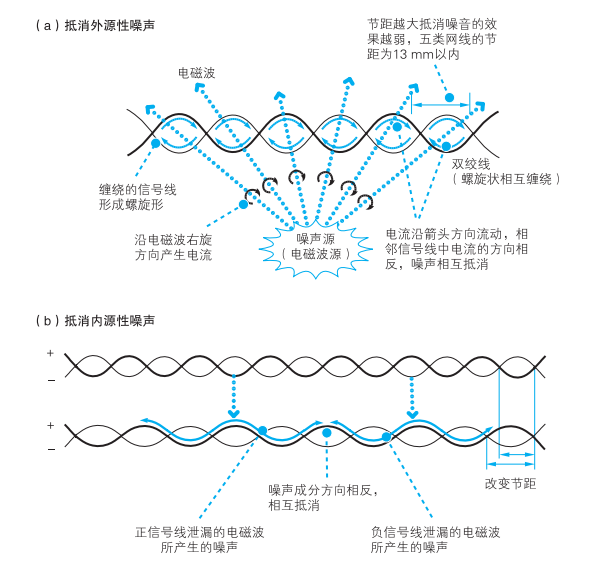 （a）抵消外源性噪声
节距越大抵消噪音的效
果越弱，五类网线的节
距为13 mm以内
电磁波
双绞线
（螺旋状相互缠绕）
缠绕的信号线
形成螺旋形
沿电磁波右旋
方向产生电流
噪声源
（电磁波源）
电流沿箭头方向流动，相
邻信号线中电流的方向相
反，噪声相互抵消
（b）抵消内源性噪声
+
−
+
−
改变节距
噪声成分方向相反，
相互抵消
正信号线泄漏的电磁波
所产生的噪声
负信号线泄漏的电磁波
所产生的噪声